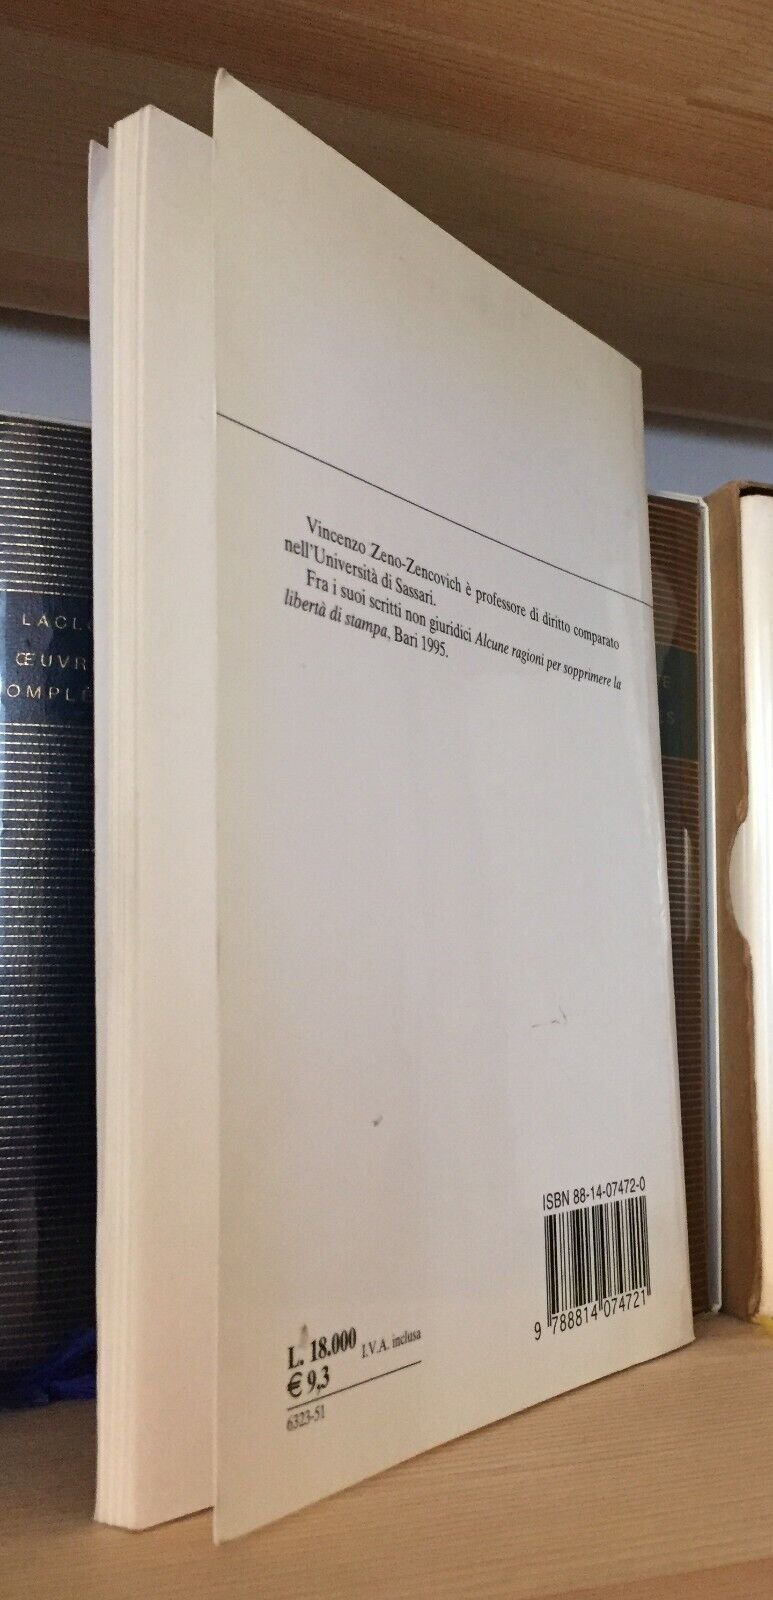 Vincenzo Zeno-Zencovich è professore di diritto comparato
nell'Università di Sassari.
Fra i suoi scritti non giuridici Alcune ragioni per sopprimere la
libertà di stampa, Bari 1995.
ISBN 88-14-07472-0
9 788814 074721
L. 18.000 I.V.A. inclusa
€ 9,3
6323-51